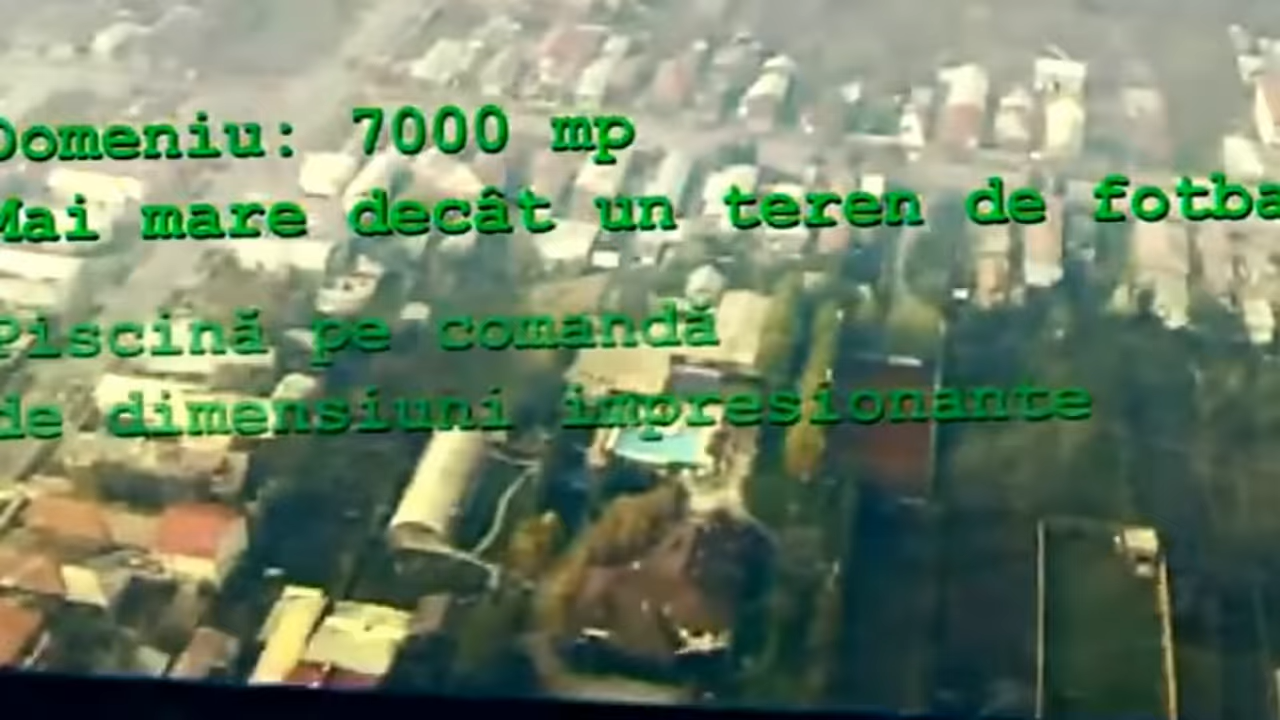 Domeniu: 7000 mp
Mai mare decât un teren de fotba
Piscină pe comandă
de dimensiuni impresionante